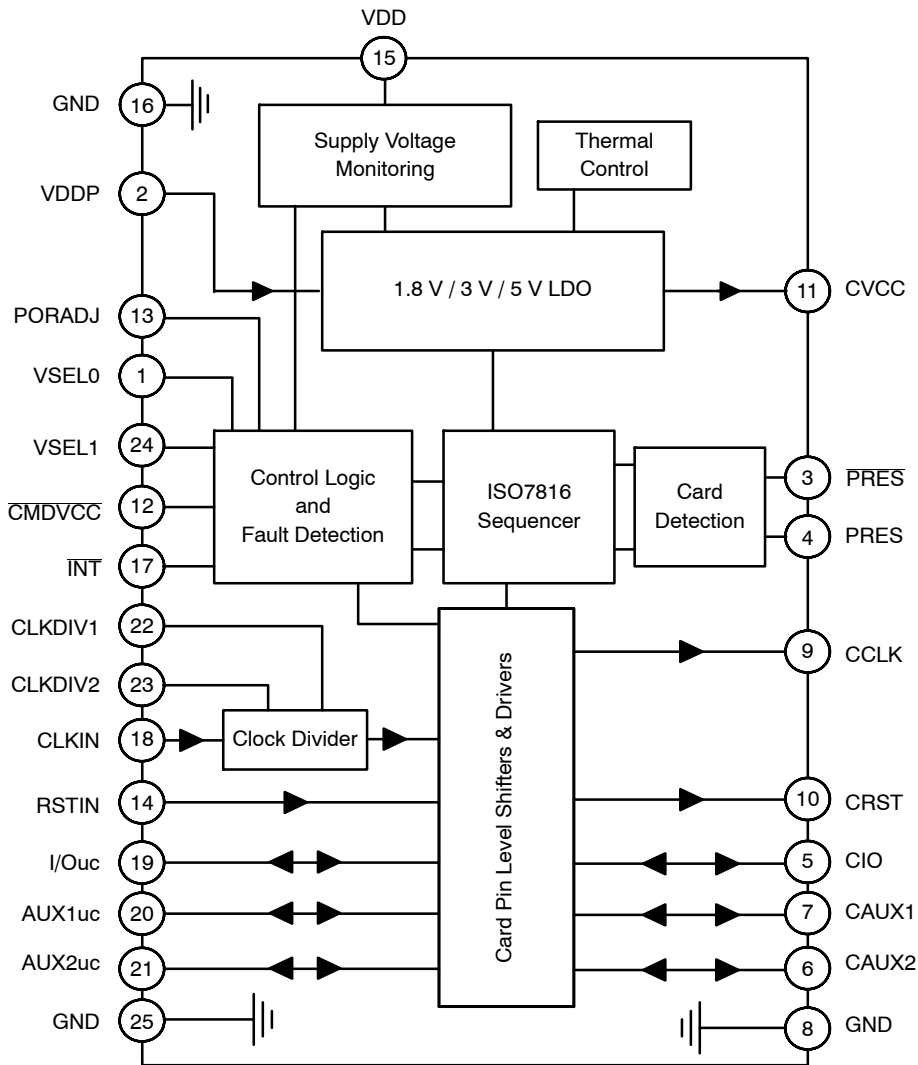 VDD
15
GND
16
Supply Voltage
Monitoring
Thermal
Control
VDDP
2
1.8 V / 3 V / 5 V LDO
11
CVCC
PORADJ
13
VSEL0
1
VSEL1
24
CMDVCC
12
INT
17
Control Logic
and
Fault Detection
ISO7816
Sequencer
Card
Detection
3
PRES
4
PRES
CLKDIV1
22
CLKDIV2
23
CLKIN
18
Clock Divider
Card Pin Level Shifters & Drivers
9
CCLK
RSTIN
14
10
CRST
I/Ouc
19
5
CIO
AUX1uc
20
7
CAUX1
AUX2uc
21
6
CAUX2
GND
25
8
GND